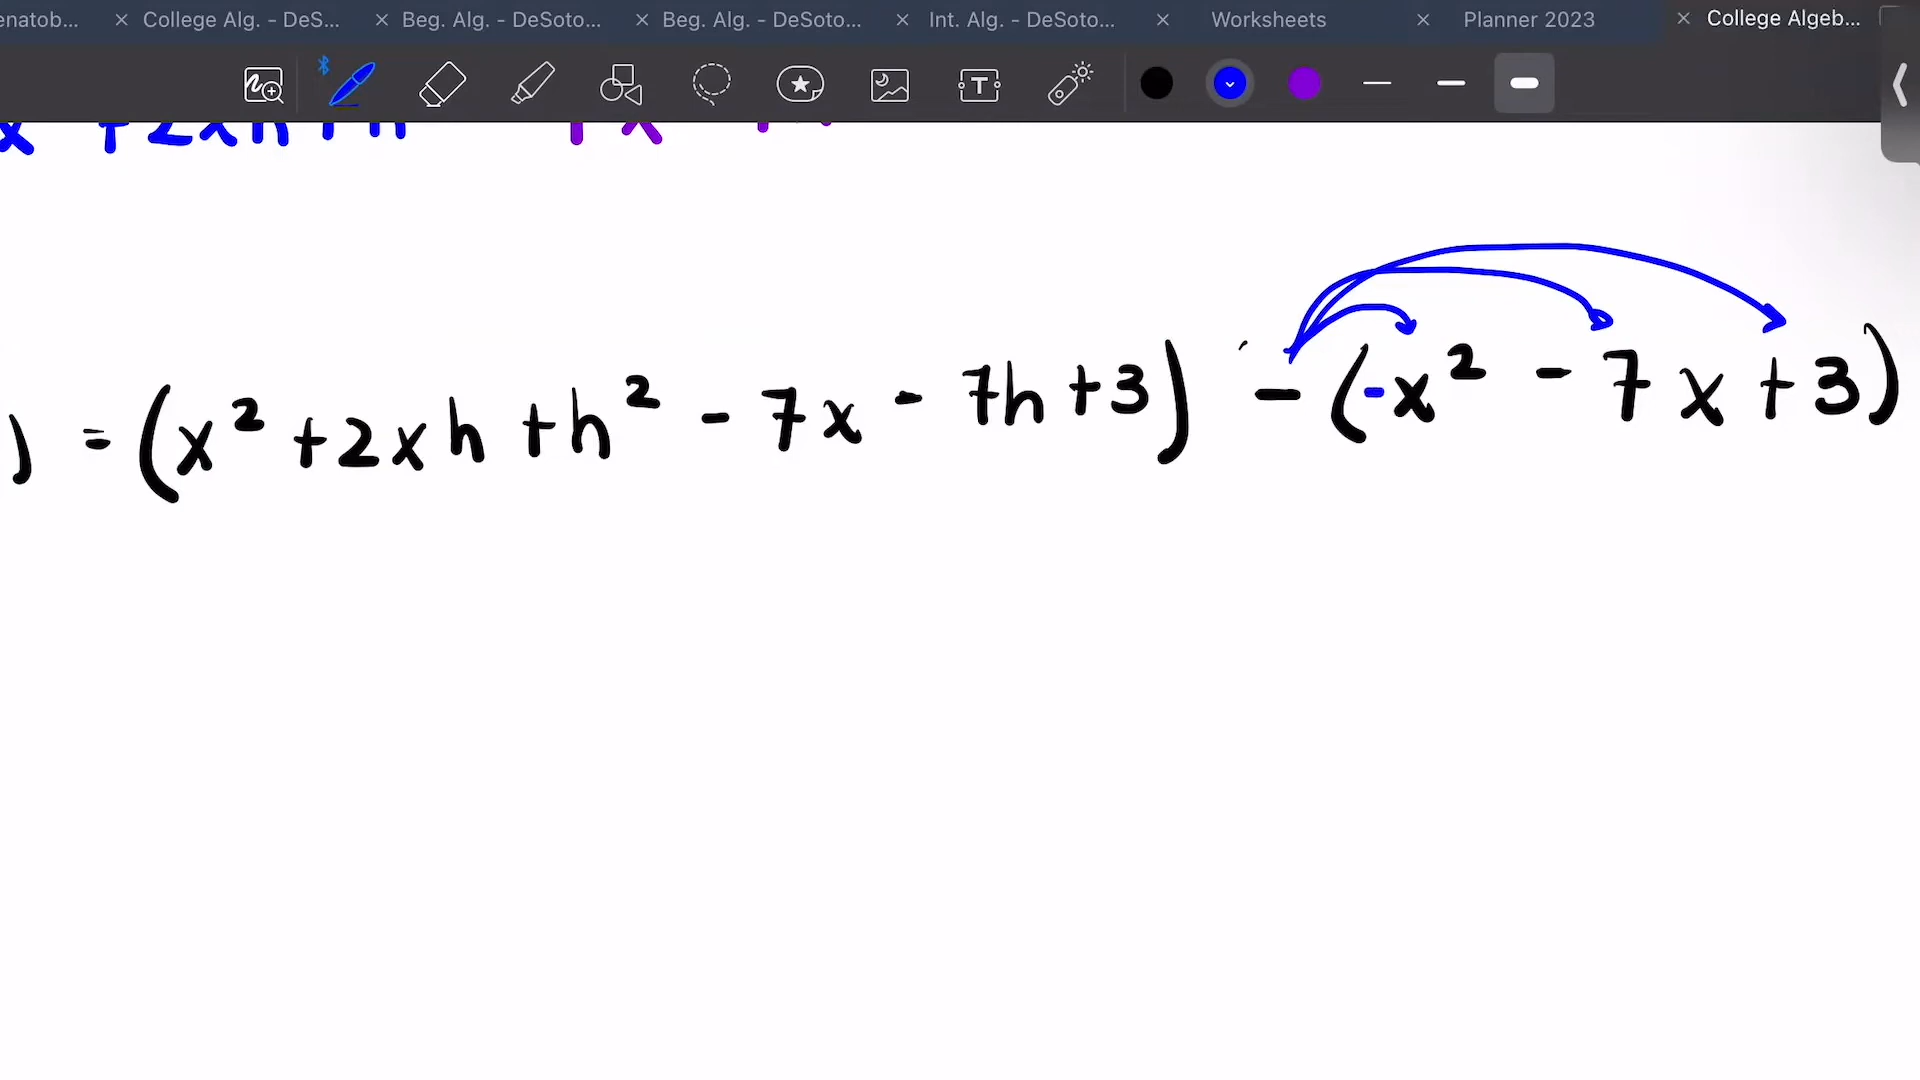 College Alg. - DeS... Beg. Alg. - DeSoto... Beg. Alg. - DeSoto... Int. Alg. - DeSoto... Worksheets Planner 2023 College Algeb...
T
+2xh+h
) = (x² + 2xh + h² - 7x - 7h + 3) - (-x² - 7x + 3)